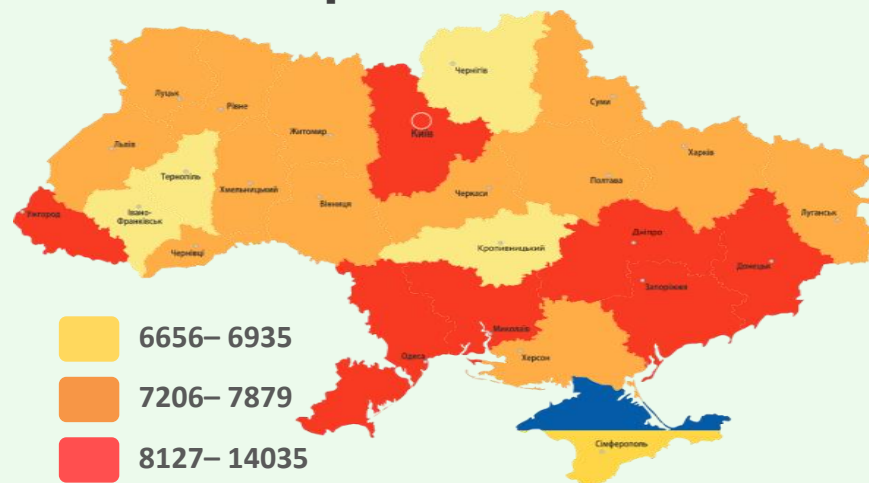 Чернігів
Луцьк
Рівне
Суми
Житомир
Київ
Львів
Харків
Тернопіль
Хмельницький
Полтава
Черкаси
Вінниця
Івано-
Франківськ
Ужгород
Луганськ
Дніпро
Чернівці
Кропивницький
Донецьк
Запоріжжя
Миколаїв
Одеса
Херсон
Сімферополь
6656– 6935
7206– 7879
8127– 14035